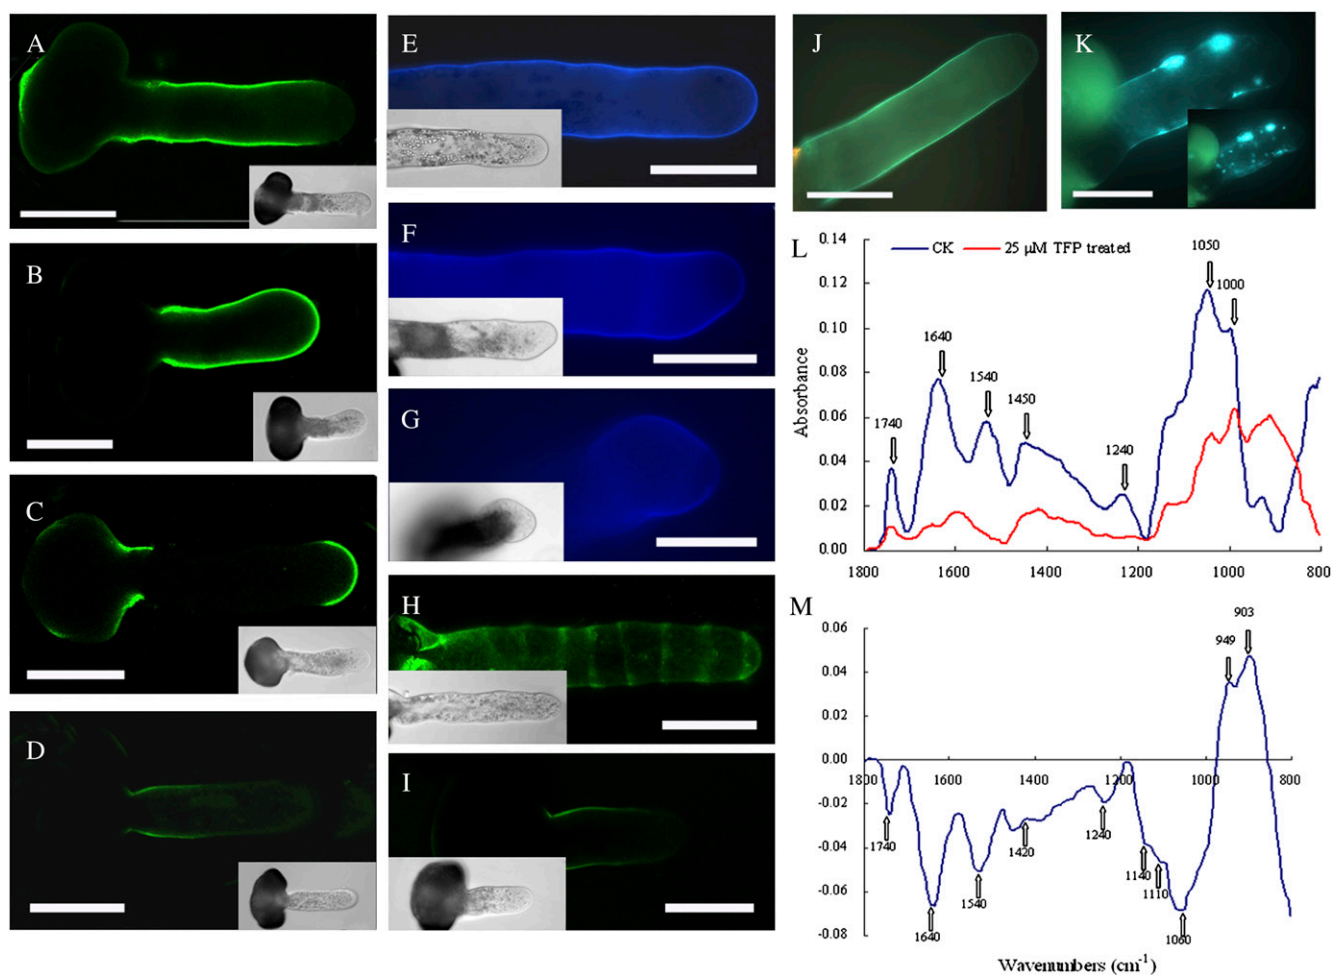 A
B
C
D
E
F
G
H
I
J
K
L
CK
25 μM TFP treated
0.14
0.12
0.10
0.08
0.06
0.04
0.02
0.00
Absorbance
1740
1640
1540
1450
1240
1050
1000
1800
1600
1400
1200
1000
800
M
0.06
0.04
0.02
0.00
-0.02
-0.04
-0.06
-0.08
1800
1600
1400
1200
1000
800
949
903
1740
1640
1540
1420
1240
1140
1110
1060
Wavenumbers (cm⁻¹)